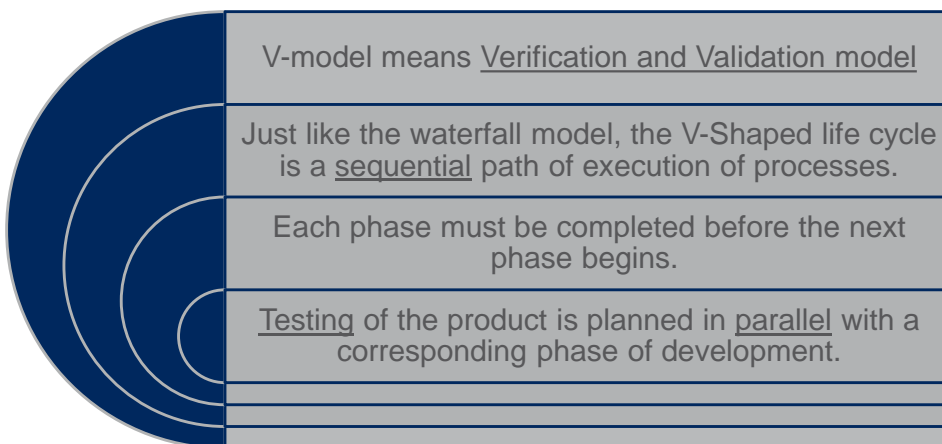 V-model means Verification and Validation model
Just like the waterfall model, the V-Shaped life cycle
is a sequential path of execution of processes.
Each phase must be completed before the next
phase begins.
Testing of the product is planned in parallel with a
corresponding phase of development.